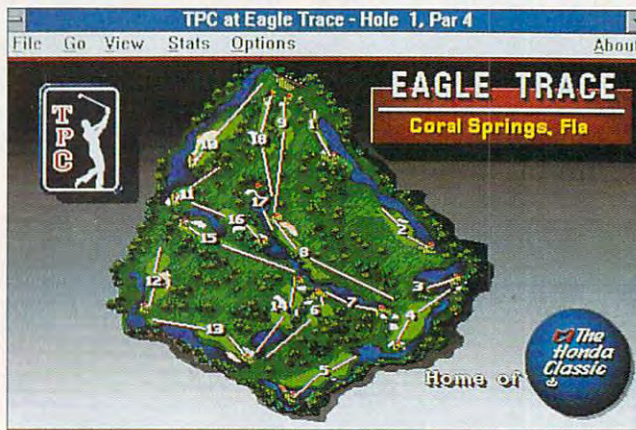 TPC at Eagle Trace - Hole 1, Par 4
File Go View Stats Options About
EAGLE TRACE
Coral Springs, Fla
TPC
10
18
9
1
11
17
16
2
15
8
12
3
14
6
7
4
13
5
The
Honda
Classic
Home of